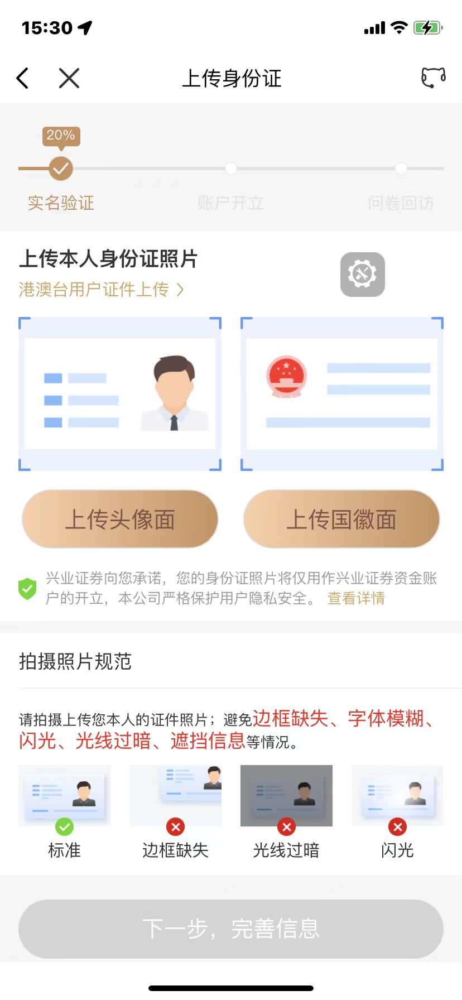 15:30
上传身份证
20%
实名验证
账户开立
问卷回访
上传本人身份证照片
港澳台用户证件上传
上传头像面
上传国徽面
兴业证券向您承诺，您的身份证照片将仅用作兴业证券资金账
户的开立，本公司严格保护用户隐私安全。 查看详情
拍摄照片规范
请拍摄上传您本人的证件照片；避免边框缺失、字体模糊、
闪光、光线过暗、遮挡信息等情况。
标准
边框缺失
光线过暗
闪光
下一步，完善信息